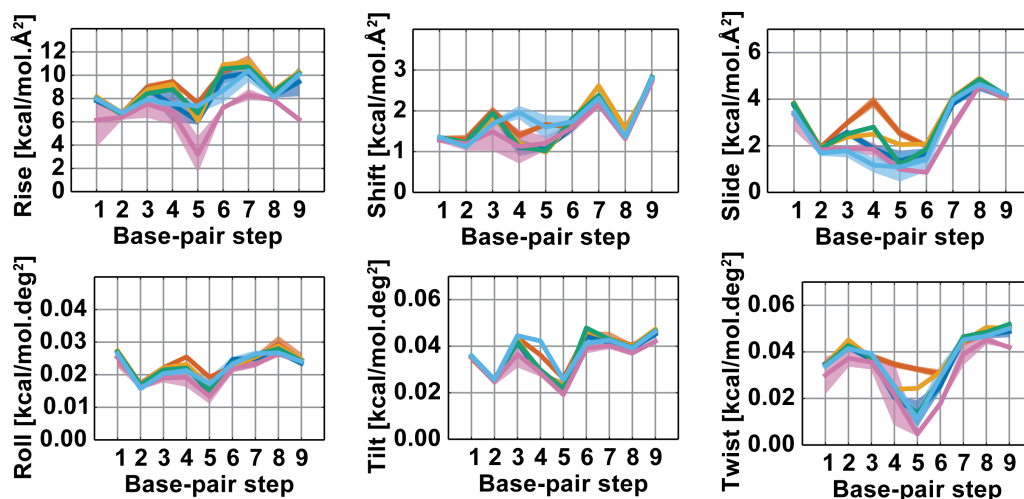 Rise [kcal/mol.Å²]
12
10
8
6
4
2
0
1 2 3 4 5 6 7 8 9
Base-pair step
Shift [kcal/mol.Å²]
3
2
1
0
1 2 3 4 5 6 7 8 9
Base-pair step
Slide [kcal/mol.Å²]
6
4
2
0
1 2 3 4 5 6 7 8 9
Base-pair step
Roll [kcal/mol.deg²]
0.04
0.03
0.02
0.01
0.00
1 2 3 4 5 6 7 8 9
Base-pair step
Tilt [kcal/mol.deg²]
0.06
0.04
0.02
0.00
1 2 3 4 5 6 7 8 9
Base-pair step
Twist [kcal/mol.deg²]
0.06
0.04
0.02
0.00
1 2 3 4 5 6 7 8 9
Base-pair step